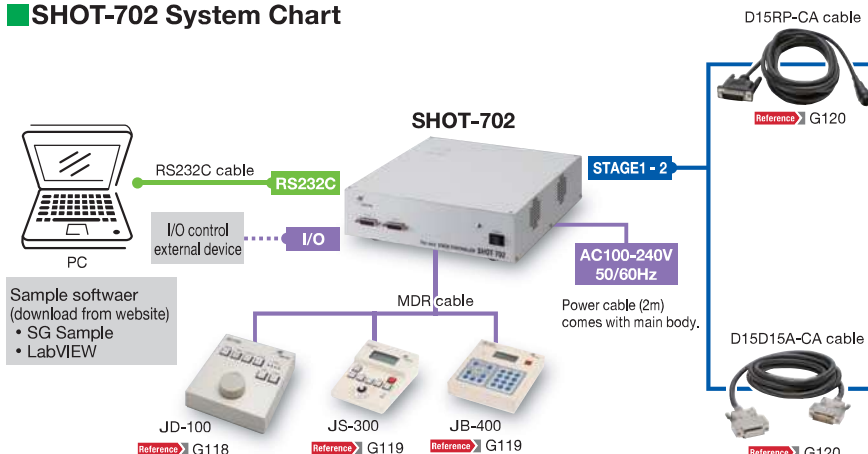 SHOT-702 System Chart
D15RP-CA cable
Reference G120
SHOT-702
RS232C cable
RS232C
STAGE1 - 2
I/O control
external device
I/O
PC
AC100-240V
50/60Hz
Sample softwaer
(download from website)
• SG Sample
• LabVIEW
MDR cable
Power cable (2m)
comes with main body.
D15D15A-CA cable
JD-100
Reference G118
JS-300
Reference G119
JB-400
Reference G119
Reference G120
SHOT 702